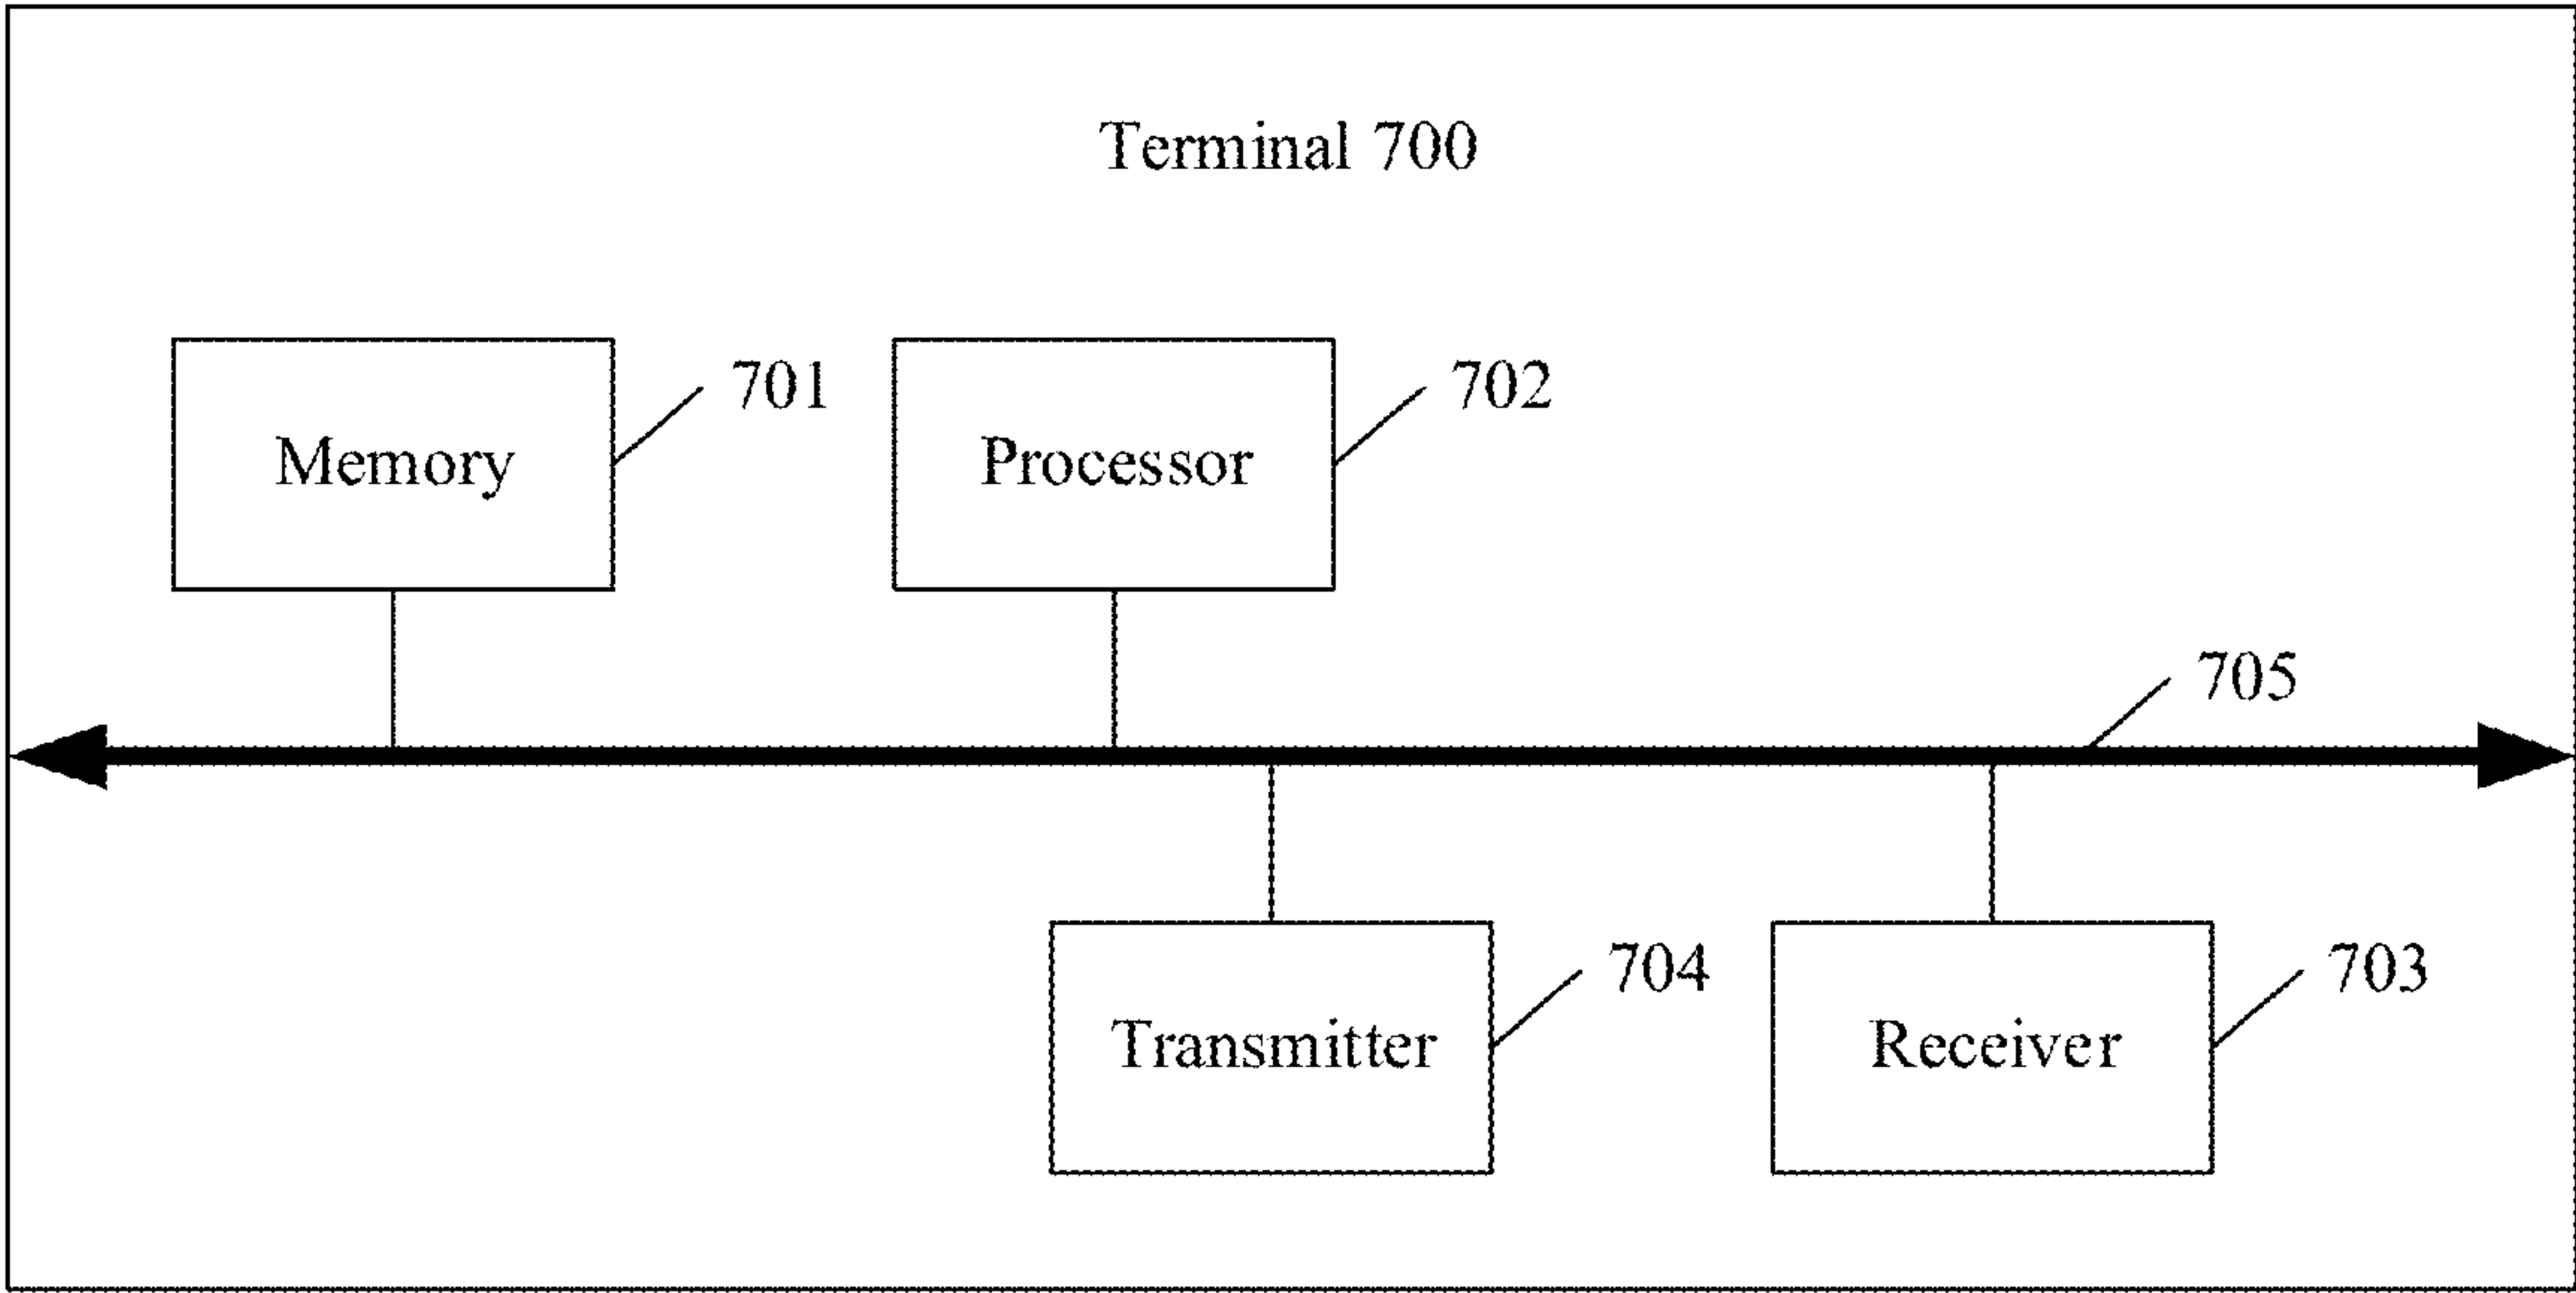 Terminal 700
701
702
Memory
Processor
705
704
703
Transmitter
Receiver